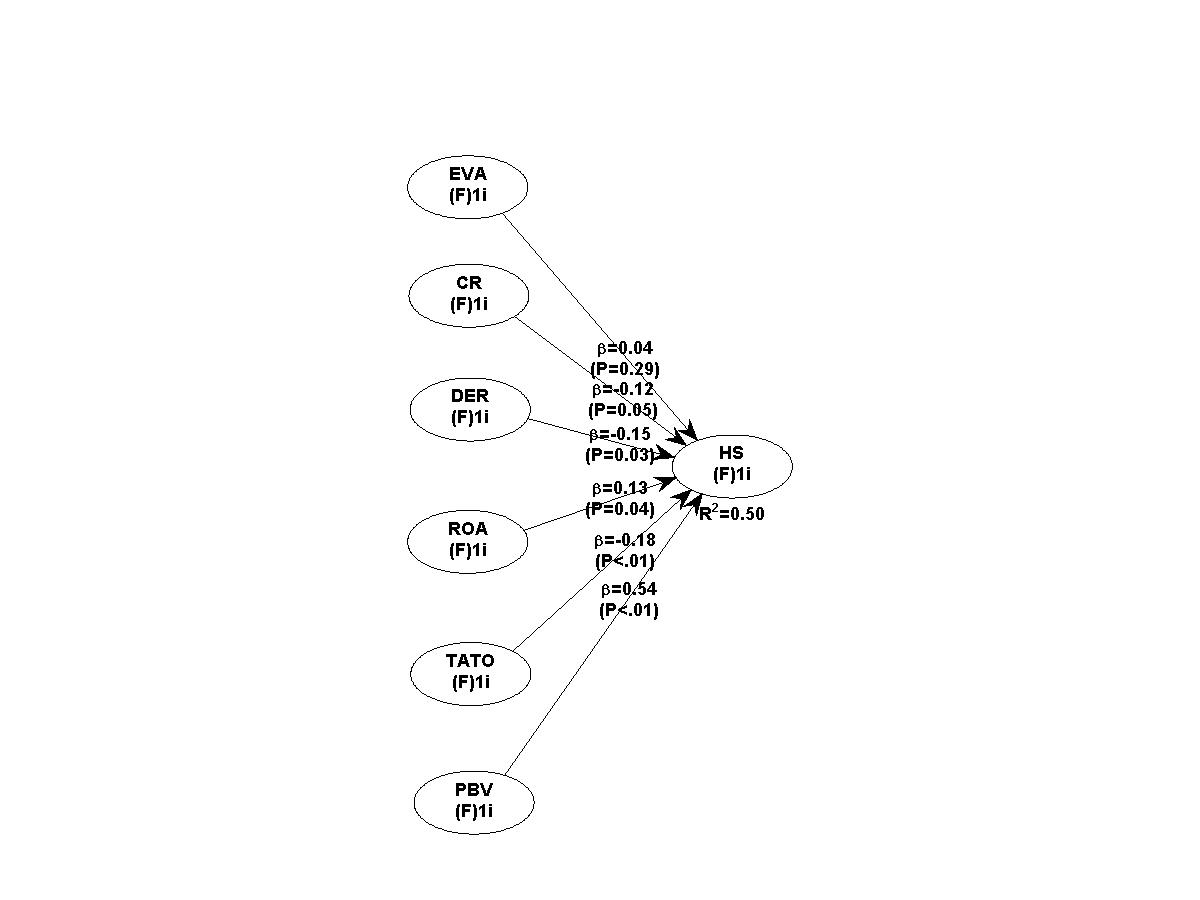 EVA
(F)1i
CR
(F)1i
β=0.04
(P=0.29)
β=-0.12
(P=0.05)
DER
(F)1i
β=-0.15
(P=0.03)
HS
(F)1i
R²=0.50
β=0.13
(P=0.04)
ROA
(F)1i
β=-0.18
(P<.01)
β=0.54
(P<.01)
TATO
(F)1i
PBV
(F)1i